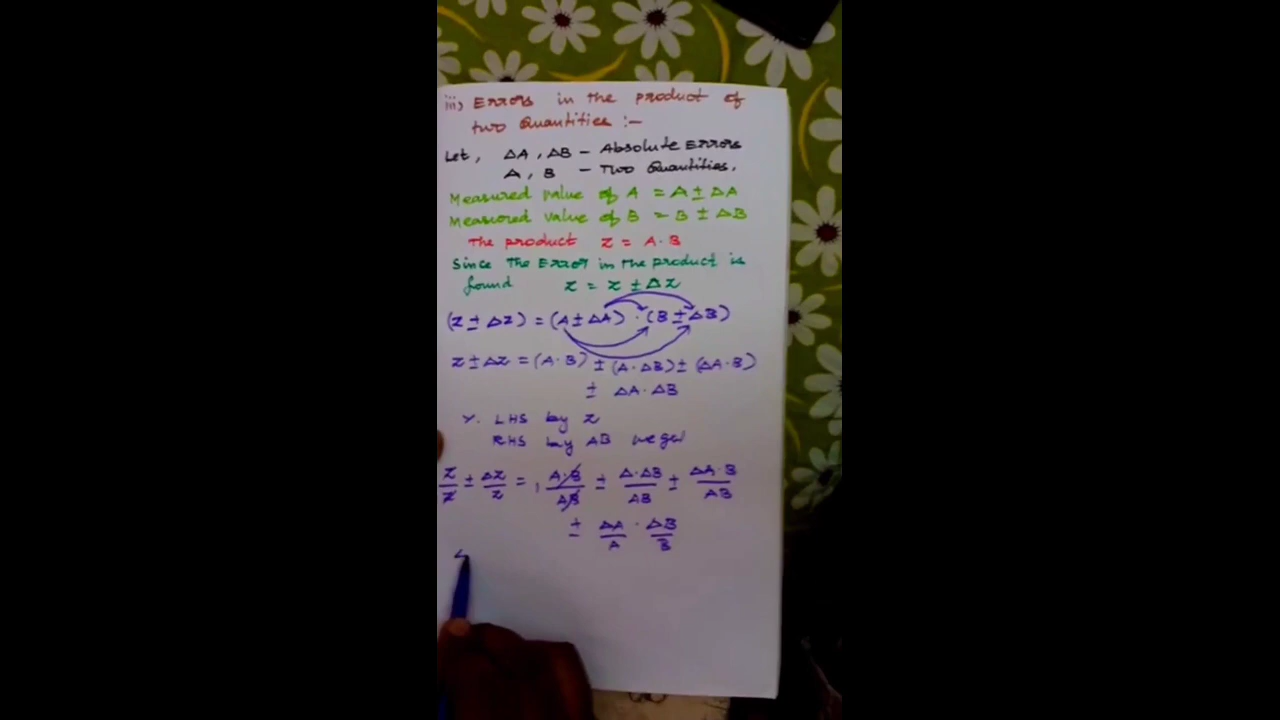 iii) Errors in the product of
two Quantities :-
Let, ΔA, ΔB - Absolute Errors
A, B - Two Quantities.
Measured value of A = A ± ΔA
Measured value of B = B ± ΔB
The product Z = A·B
Since the Error in the product is
found Z = Z ± ΔZ
(Z ± ΔZ) = (A ± ΔA) · (B ± ΔB)
Z ± ΔZ = (A·B) ± (A·ΔB) ± (ΔA·B)
± ΔA·ΔB
÷. LHS by Z
RHS by AB we get
Z/Z ± ΔZ/Z = A·B/AB ± A·ΔB/AB ± ΔA·B/AB
± ΔA/A · ΔB/B